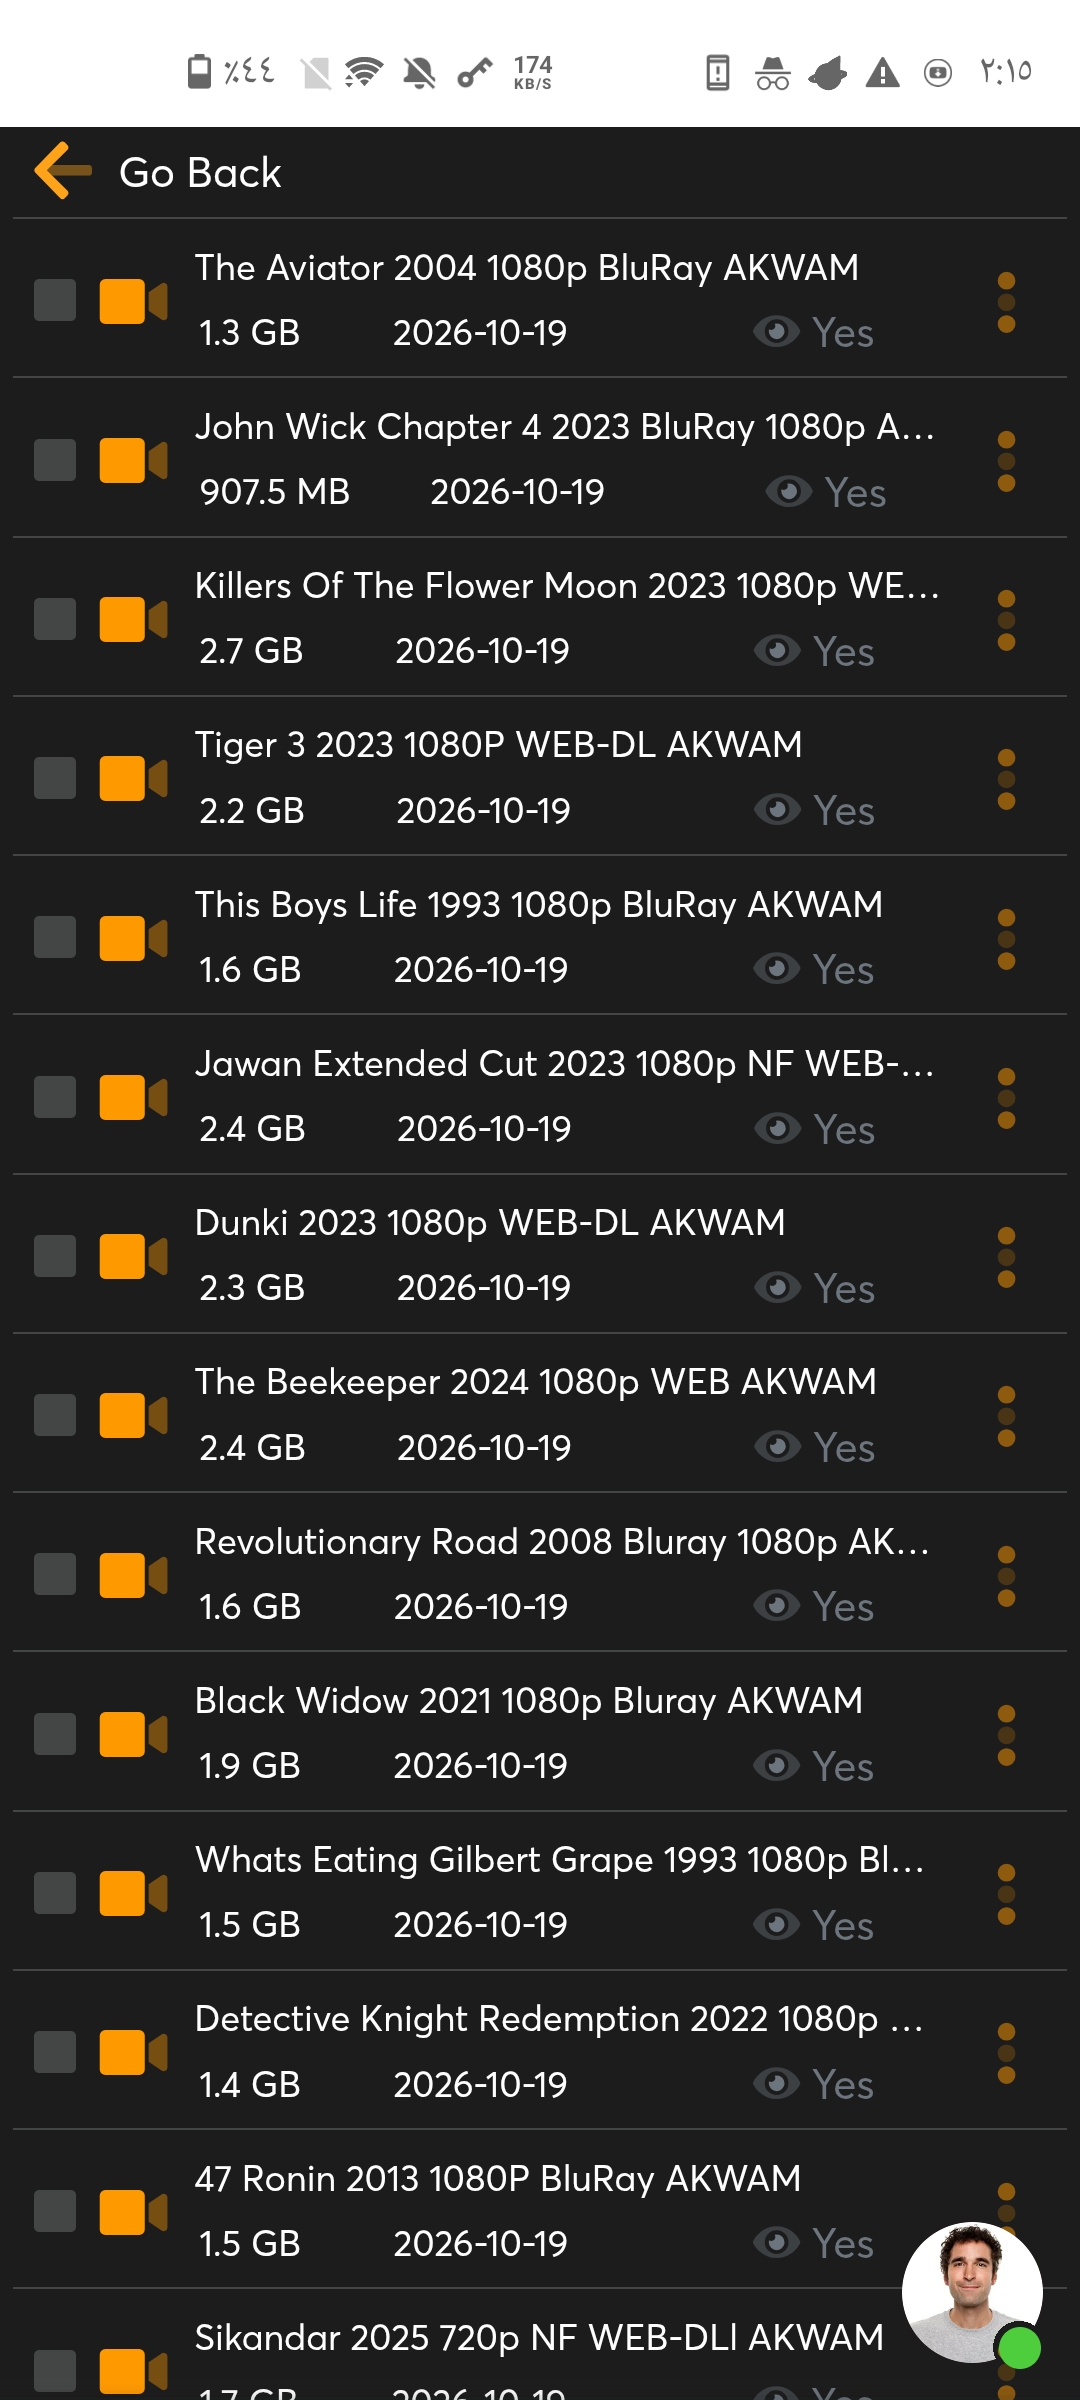 ٪٤٤ 174 KB/S ٢:١٥
Go Back
The Aviator 2004 1080p BluRay AKWAM
1.3 GB 2026-10-19 Yes
John Wick Chapter 4 2023 BluRay 1080p A...
907.5 MB 2026-10-19 Yes
Killers Of The Flower Moon 2023 1080p WE...
2.7 GB 2026-10-19 Yes
Tiger 3 2023 1080P WEB-DL AKWAM
2.2 GB 2026-10-19 Yes
This Boys Life 1993 1080p BluRay AKWAM
1.6 GB 2026-10-19 Yes
Jawan Extended Cut 2023 1080p NF WEB-...
2.4 GB 2026-10-19 Yes
Dunki 2023 1080p WEB-DL AKWAM
2.3 GB 2026-10-19 Yes
The Beekeeper 2024 1080p WEB AKWAM
2.4 GB 2026-10-19 Yes
Revolutionary Road 2008 Bluray 1080p AK...
1.6 GB 2026-10-19 Yes
Black Widow 2021 1080p Bluray AKWAM
1.9 GB 2026-10-19 Yes
Whats Eating Gilbert Grape 1993 1080p Bl...
1.5 GB 2026-10-19 Yes
Detective Knight Redemption 2022 1080p ...
1.4 GB 2026-10-19 Yes
47 Ronin 2013 1080P BluRay AKWAM
1.5 GB 2026-10-19 Yes
Sikandar 2025 720p NF WEB-DLl AKWAM
1.7 GB 2026-10-19 Yes